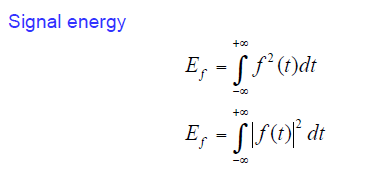 Signal energy
E_f = ∫_{-∞}^{+∞} f²(t)dt
E_f = ∫_{-∞}^{+∞} |f(t)|² dt